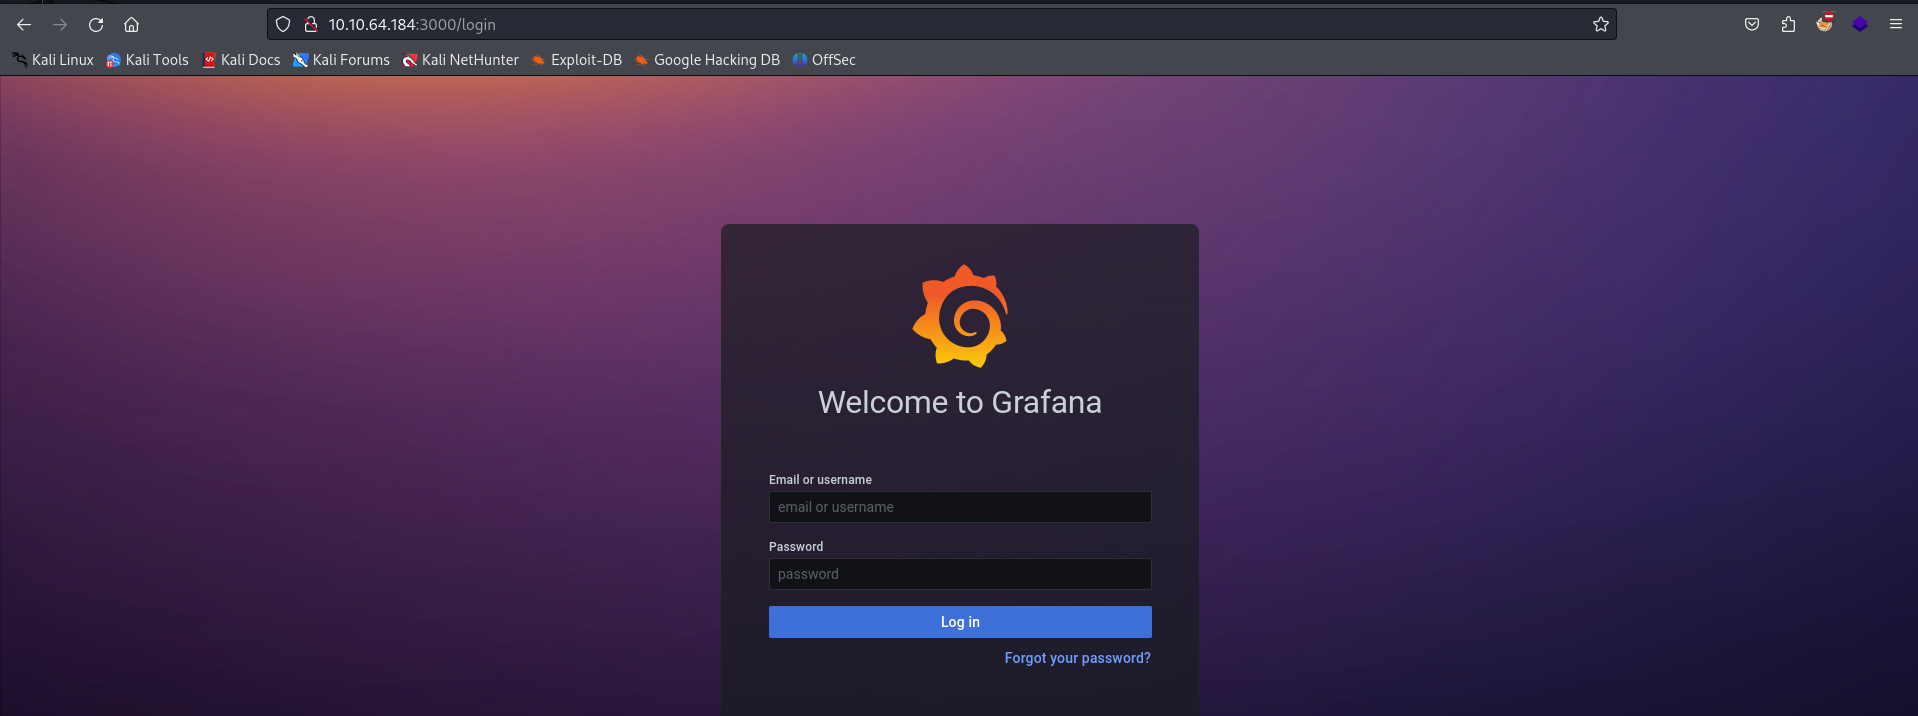 10.10.64.184:3000/login
Kali Linux Kali Tools Kali Docs Kali Forums Kali NetHunter Exploit-DB Google Hacking DB OffSec
Welcome to Grafana
Email or username
email or username
Password
password
Log in
Forgot your password?